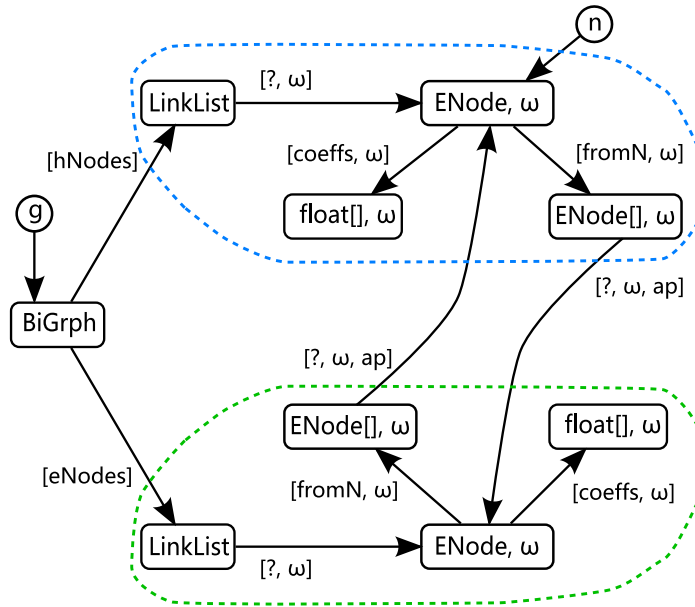 n
[?, ω]
LinkList
ENode, ω
[coeffs, ω]
[fromN, ω]
[hNodes]
g
float[], ω
ENode[], ω
[?, ω, ap]
BiGrph
[?, ω, ap]
ENode[], ω
float[], ω
[eNodes]
[fromN, ω]
[coeffs, ω]
LinkList
ENode, ω
[?, ω]